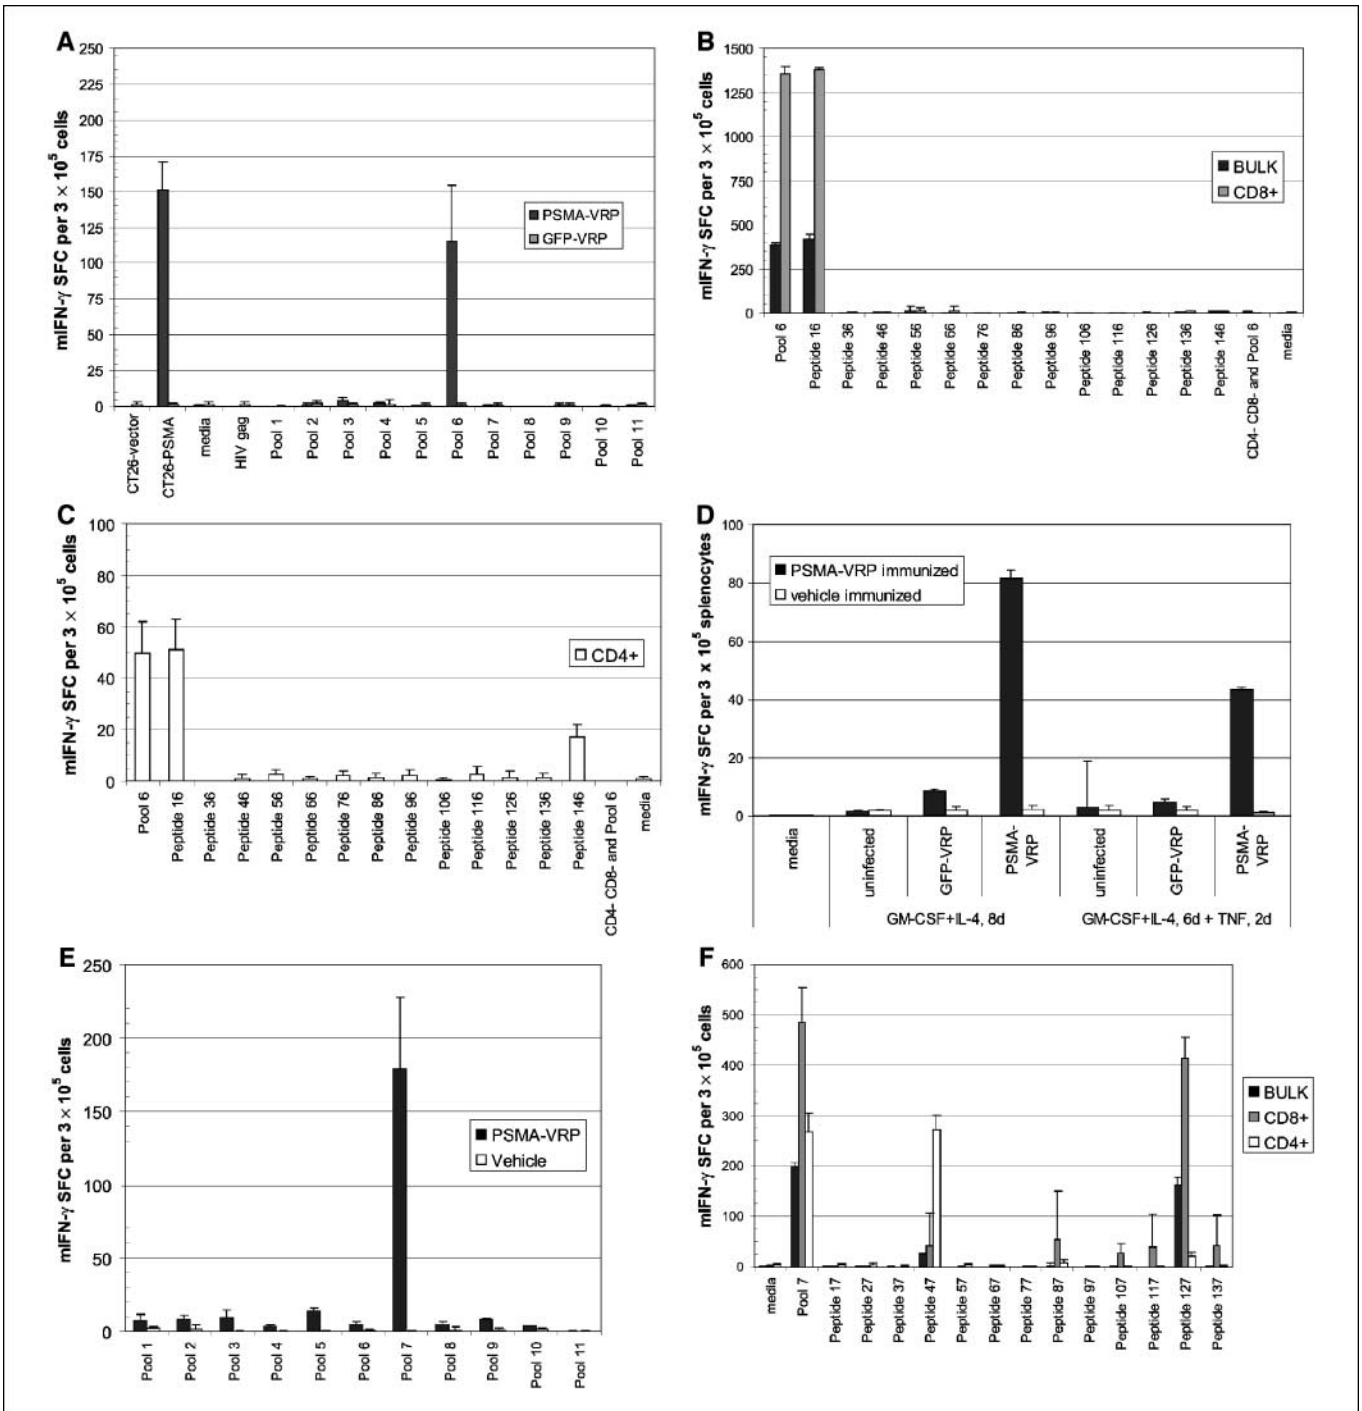 A
mIFN-γ SFC per 3 × 10⁵ cells
250
225
200
175
150
125
100
75
50
25
0
PSMA-VRP
GFP-VRP
CT26-vector
CT26-PSMA
media
HIV gag
Pool 1
Pool 2
Pool 3
Pool 4
Pool 5
Pool 6
Pool 7
Pool 8
Pool 9
Pool 10
Pool 11
B
mIFN-γ SFC per 3 × 10⁵ cells
1500
1250
1000
750
500
250
0
BULK
CD8+
Pool 6
Peptide 16
Peptide 36
Peptide 46
Peptide 56
Peptide 66
Peptide 76
Peptide 86
Peptide 96
Peptide 106
Peptide 116
Peptide 126
Peptide 136
Peptide 146
CD4- CD8- and Pool 6
media
C
mIFN-γ SFC per 3 × 10⁵ cells
100
80
60
40
20
0
CD4+
Pool 6
Peptide 16
Peptide 36
Peptide 46
Peptide 56
Peptide 66
Peptide 76
Peptide 86
Peptide 96
Peptide 106
Peptide 116
Peptide 126
Peptide 136
Peptide 146
CD4- CD8- and Pool 6
media
D
mIFN-γ SFC per 3 x 10⁵ splenocytes
100
80
60
40
20
0
PSMA-VRP immunized
vehicle immunized
media
uninfected
GFP-VRP
PSMA-
VRP
uninfected
GFP-VRP
PSMA-
VRP
GM-CSF+IL-4, 8d
GM-CSF+IL-4, 6d + TNF, 2d
E
mIFN-γ SFC per 3 × 10⁵ cells
250
200
150
100
50
0
PSMA-VRP
Vehicle
Pool 1
Pool 2
Pool 3
Pool 4
Pool 5
Pool 6
Pool 7
Pool 8
Pool 9
Pool 10
Pool 11
F
mIFN-γ SFC per 3 × 10⁵ cells
600
500
400
300
200
100
0
BULK
CD8+
CD4+
media
Pool 7
Peptide 17
Peptide 27
Peptide 37
Peptide 47
Peptide 57
Peptide 67
Peptide 77
Peptide 87
Peptide 97
Peptide 107
Peptide 117
Peptide 127
Peptide 137